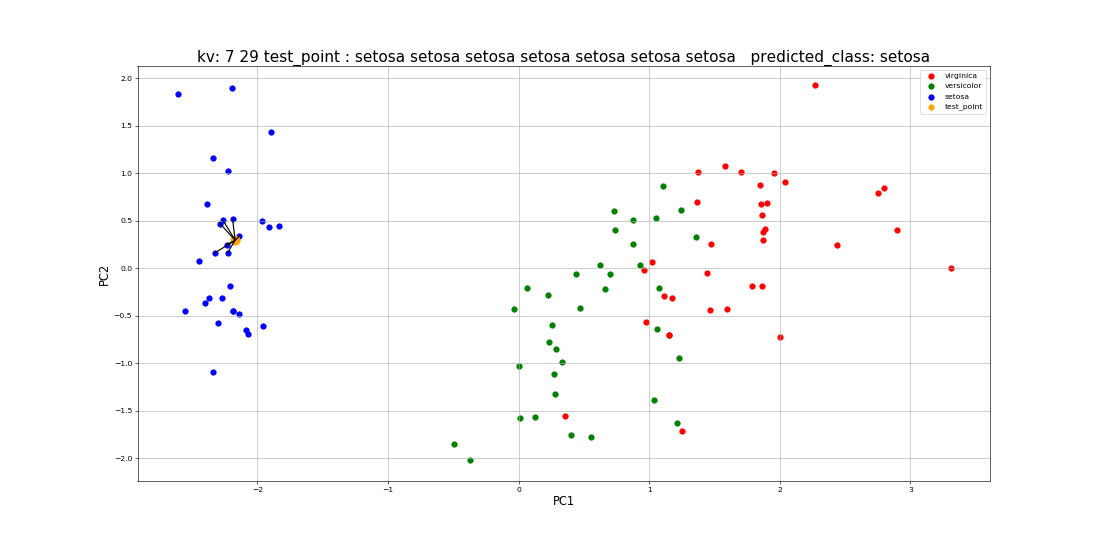 kv: 7 29 test_point : setosa setosa setosa setosa setosa setosa setosa   predicted_class: setosa
virginica
versicolor
setosa
test_point
2.0
1.5
1.0
0.5
0.0
−0.5
−1.0
−1.5
−2.0
PC2
−2 −1 0 1 2 3
PC1